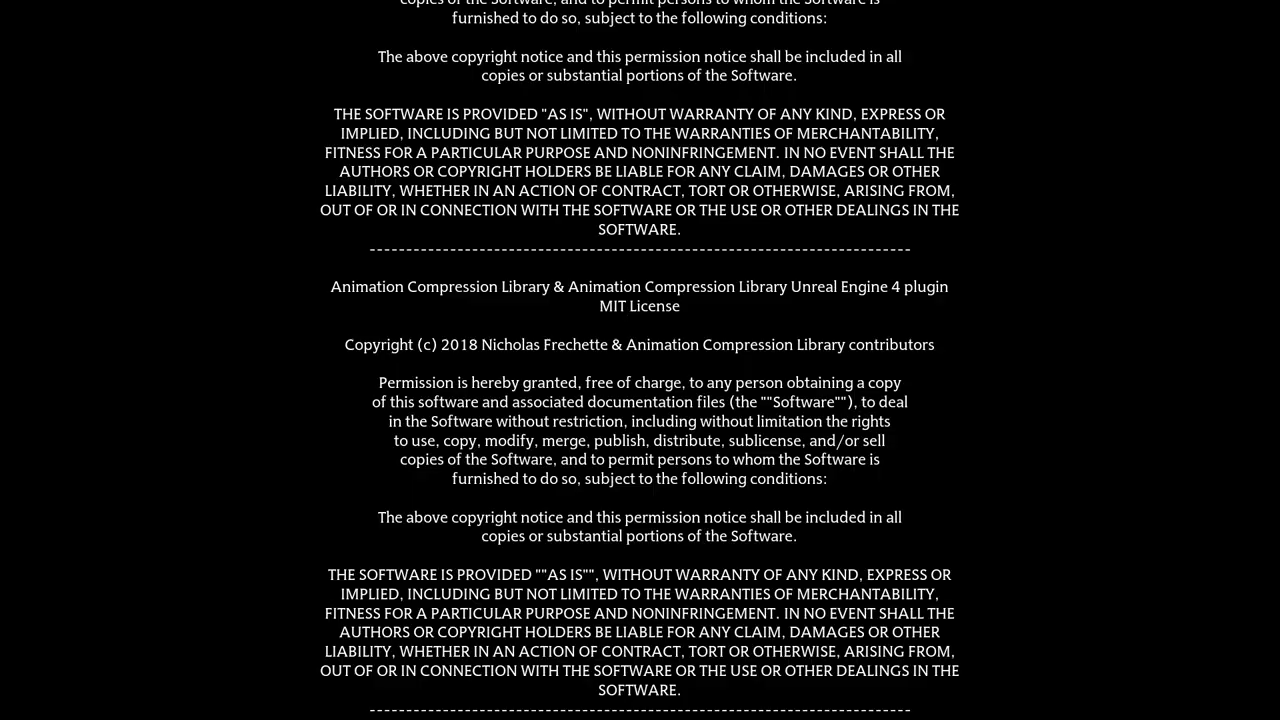 copies of the Software, and to permit persons to whom the Software is
furnished to do so, subject to the following conditions:
The above copyright notice and this permission notice shall be included in all
copies or substantial portions of the Software.
THE SOFTWARE IS PROVIDED "AS IS", WITHOUT WARRANTY OF ANY KIND, EXPRESS OR
IMPLIED, INCLUDING BUT NOT LIMITED TO THE WARRANTIES OF MERCHANTABILITY,
FITNESS FOR A PARTICULAR PURPOSE AND NONINFRINGEMENT. IN NO EVENT SHALL THE
AUTHORS OR COPYRIGHT HOLDERS BE LIABLE FOR ANY CLAIM, DAMAGES OR OTHER
LIABILITY, WHETHER IN AN ACTION OF CONTRACT, TORT OR OTHERWISE, ARISING FROM,
OUT OF OR IN CONNECTION WITH THE SOFTWARE OR THE USE OR OTHER DEALINGS IN THE
SOFTWARE.
--------------------------------------------------------------------------
Animation Compression Library & Animation Compression Library Unreal Engine 4 plugin
MIT License
Copyright (c) 2018 Nicholas Frechette & Animation Compression Library contributors
Permission is hereby granted, free of charge, to any person obtaining a copy
of this software and associated documentation files (the ""Software""), to deal
in the Software without restriction, including without limitation the rights
to use, copy, modify, merge, publish, distribute, sublicense, and/or sell
copies of the Software, and to permit persons to whom the Software is
furnished to do so, subject to the following conditions:
The above copyright notice and this permission notice shall be included in all
copies or substantial portions of the Software.
THE SOFTWARE IS PROVIDED ""AS IS"", WITHOUT WARRANTY OF ANY KIND, EXPRESS OR
IMPLIED, INCLUDING BUT NOT LIMITED TO THE WARRANTIES OF MERCHANTABILITY,
FITNESS FOR A PARTICULAR PURPOSE AND NONINFRINGEMENT. IN NO EVENT SHALL THE
AUTHORS OR COPYRIGHT HOLDERS BE LIABLE FOR ANY CLAIM, DAMAGES OR OTHER
LIABILITY, WHETHER IN AN ACTION OF CONTRACT, TORT OR OTHERWISE, ARISING FROM,
OUT OF OR IN CONNECTION WITH THE SOFTWARE OR THE USE OR OTHER DEALINGS IN THE
SOFTWARE.
--------------------------------------------------------------------------